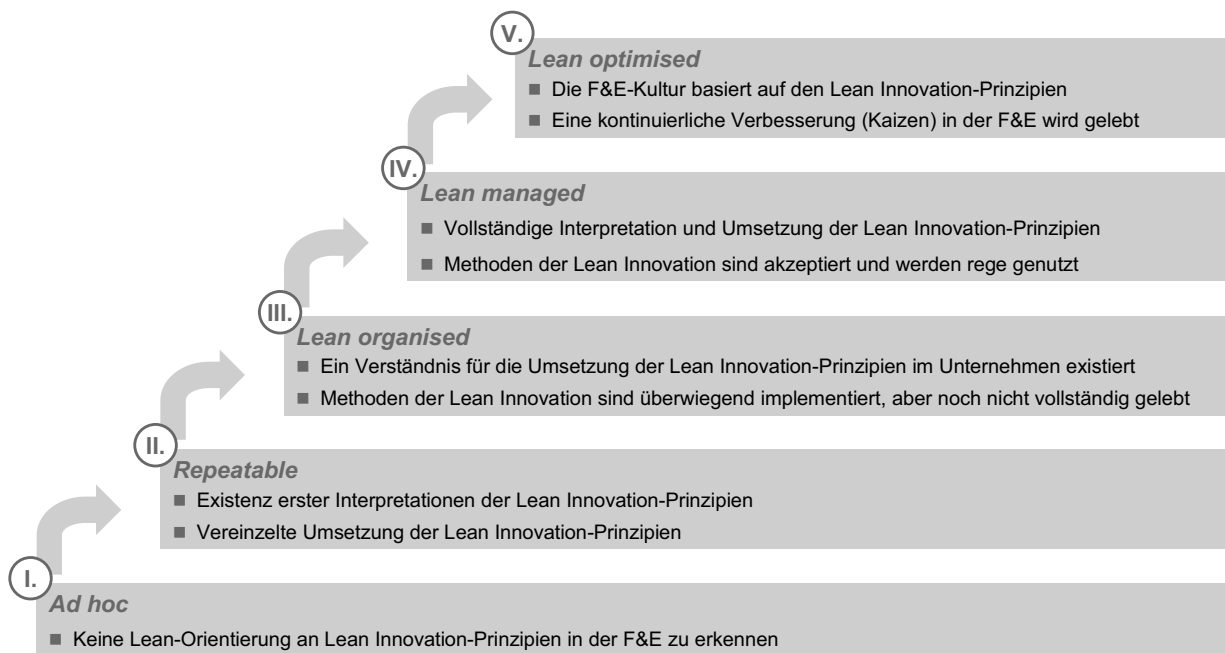 V.
Lean optimised
■ Die F&E-Kultur basiert auf den Lean Innovation-Prinzipien
■ Eine kontinuierliche Verbesserung (Kaizen) in der F&E wird gelebt
IV.
Lean managed
■ Vollständige Interpretation und Umsetzung der Lean Innovation-Prinzipien
■ Methoden der Lean Innovation sind akzeptiert und werden rege genutzt
III.
Lean organised
■ Ein Verständnis für die Umsetzung der Lean Innovation-Prinzipien im Unternehmen existiert
■ Methoden der Lean Innovation sind überwiegend implementiert, aber noch nicht vollständig gelebt
II.
Repeatable
■ Existenz erster Interpretationen der Lean Innovation-Prinzipien
■ Vereinzelte Umsetzung der Lean Innovation-Prinzipien
I.
Ad hoc
■ Keine Lean-Orientierung an Lean Innovation-Prinzipien in der F&E zu erkennen